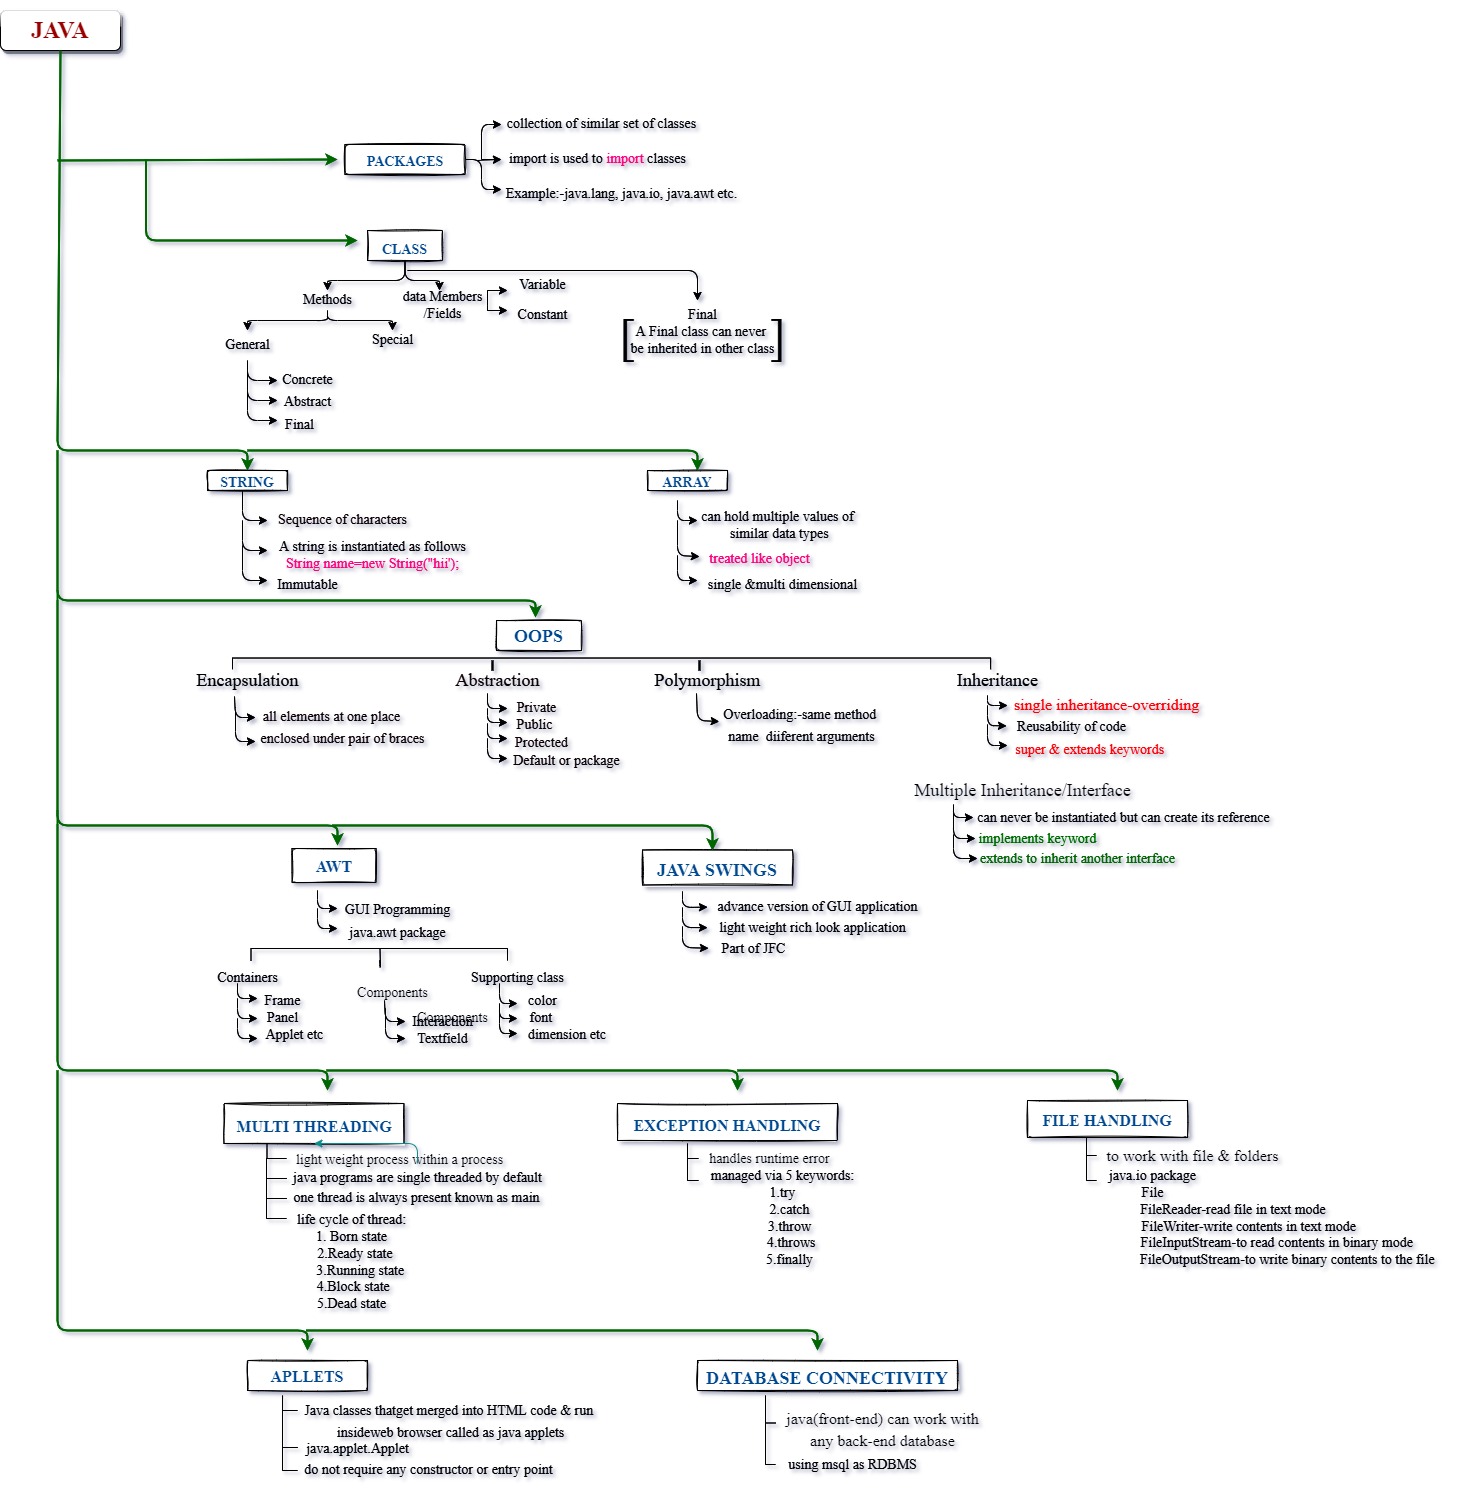 JAVA
PACKAGES
collection of similar set of classes
import is used to import classes
Example:-java.lang, java.io, java.awt etc.
CLASS
Methods
data Members
/Fields
Variable
Constant
General
Special
Concrete
Abstract
Final
Final
A Final class can never
be inherited in other class
STRING
Sequence of characters
A string is instantiated as follows
String name=new String("hii');
Immutable
ARRAY
can hold multiple values of
similar data types
treated like object
single &multi dimensional
OOPS
Encapsulation
all elements at one place
enclosed under pair of braces
Abstraction
Private
Public
Protected
Default or package
Polymorphism
Overloading:-same method
name diiferent arguments
Inheritance
single inheritance-overriding
Reusability of code
super & extends keywords
Multiple Inheritance/Interface
can never be instantiated but can create its reference
implements keyword
extends to inherit another interface
AWT
GUI Programming
java.awt package
Containers
Frame
Panel
Applet etc
Components
Components
Interaction
Textfield
Supporting class
color
font
dimension etc
JAVA SWINGS
advance version of GUI application
light weight rich look application
Part of JFC
MULTI THREADING
light weight process within a process
java programs are single threaded by default
one thread is always present known as main
life cycle of thread:
1. Born state
2.Ready state
3.Running state
4.Block state
5.Dead state
EXCEPTION HANDLING
handles runtime error
managed via 5 keywords:
1.try
2.catch
3.throw
4.throws
5.finally
FILE HANDLING
to work with file & folders
java.io package
File
FileReader-read file in text mode
FileWriter-write contents in text mode
FileInputStream-to read contents in binary mode
FileOutputStream-to write binary contents to the file
APLLETS
Java classes thatget merged into HTML code & run
insideweb browser called as java applets
java.applet.Applet
do not require any constructor or entry point
DATABASE CONNECTIVITY
java(front-end) can work with
any back-end database
using msql as RDBMS